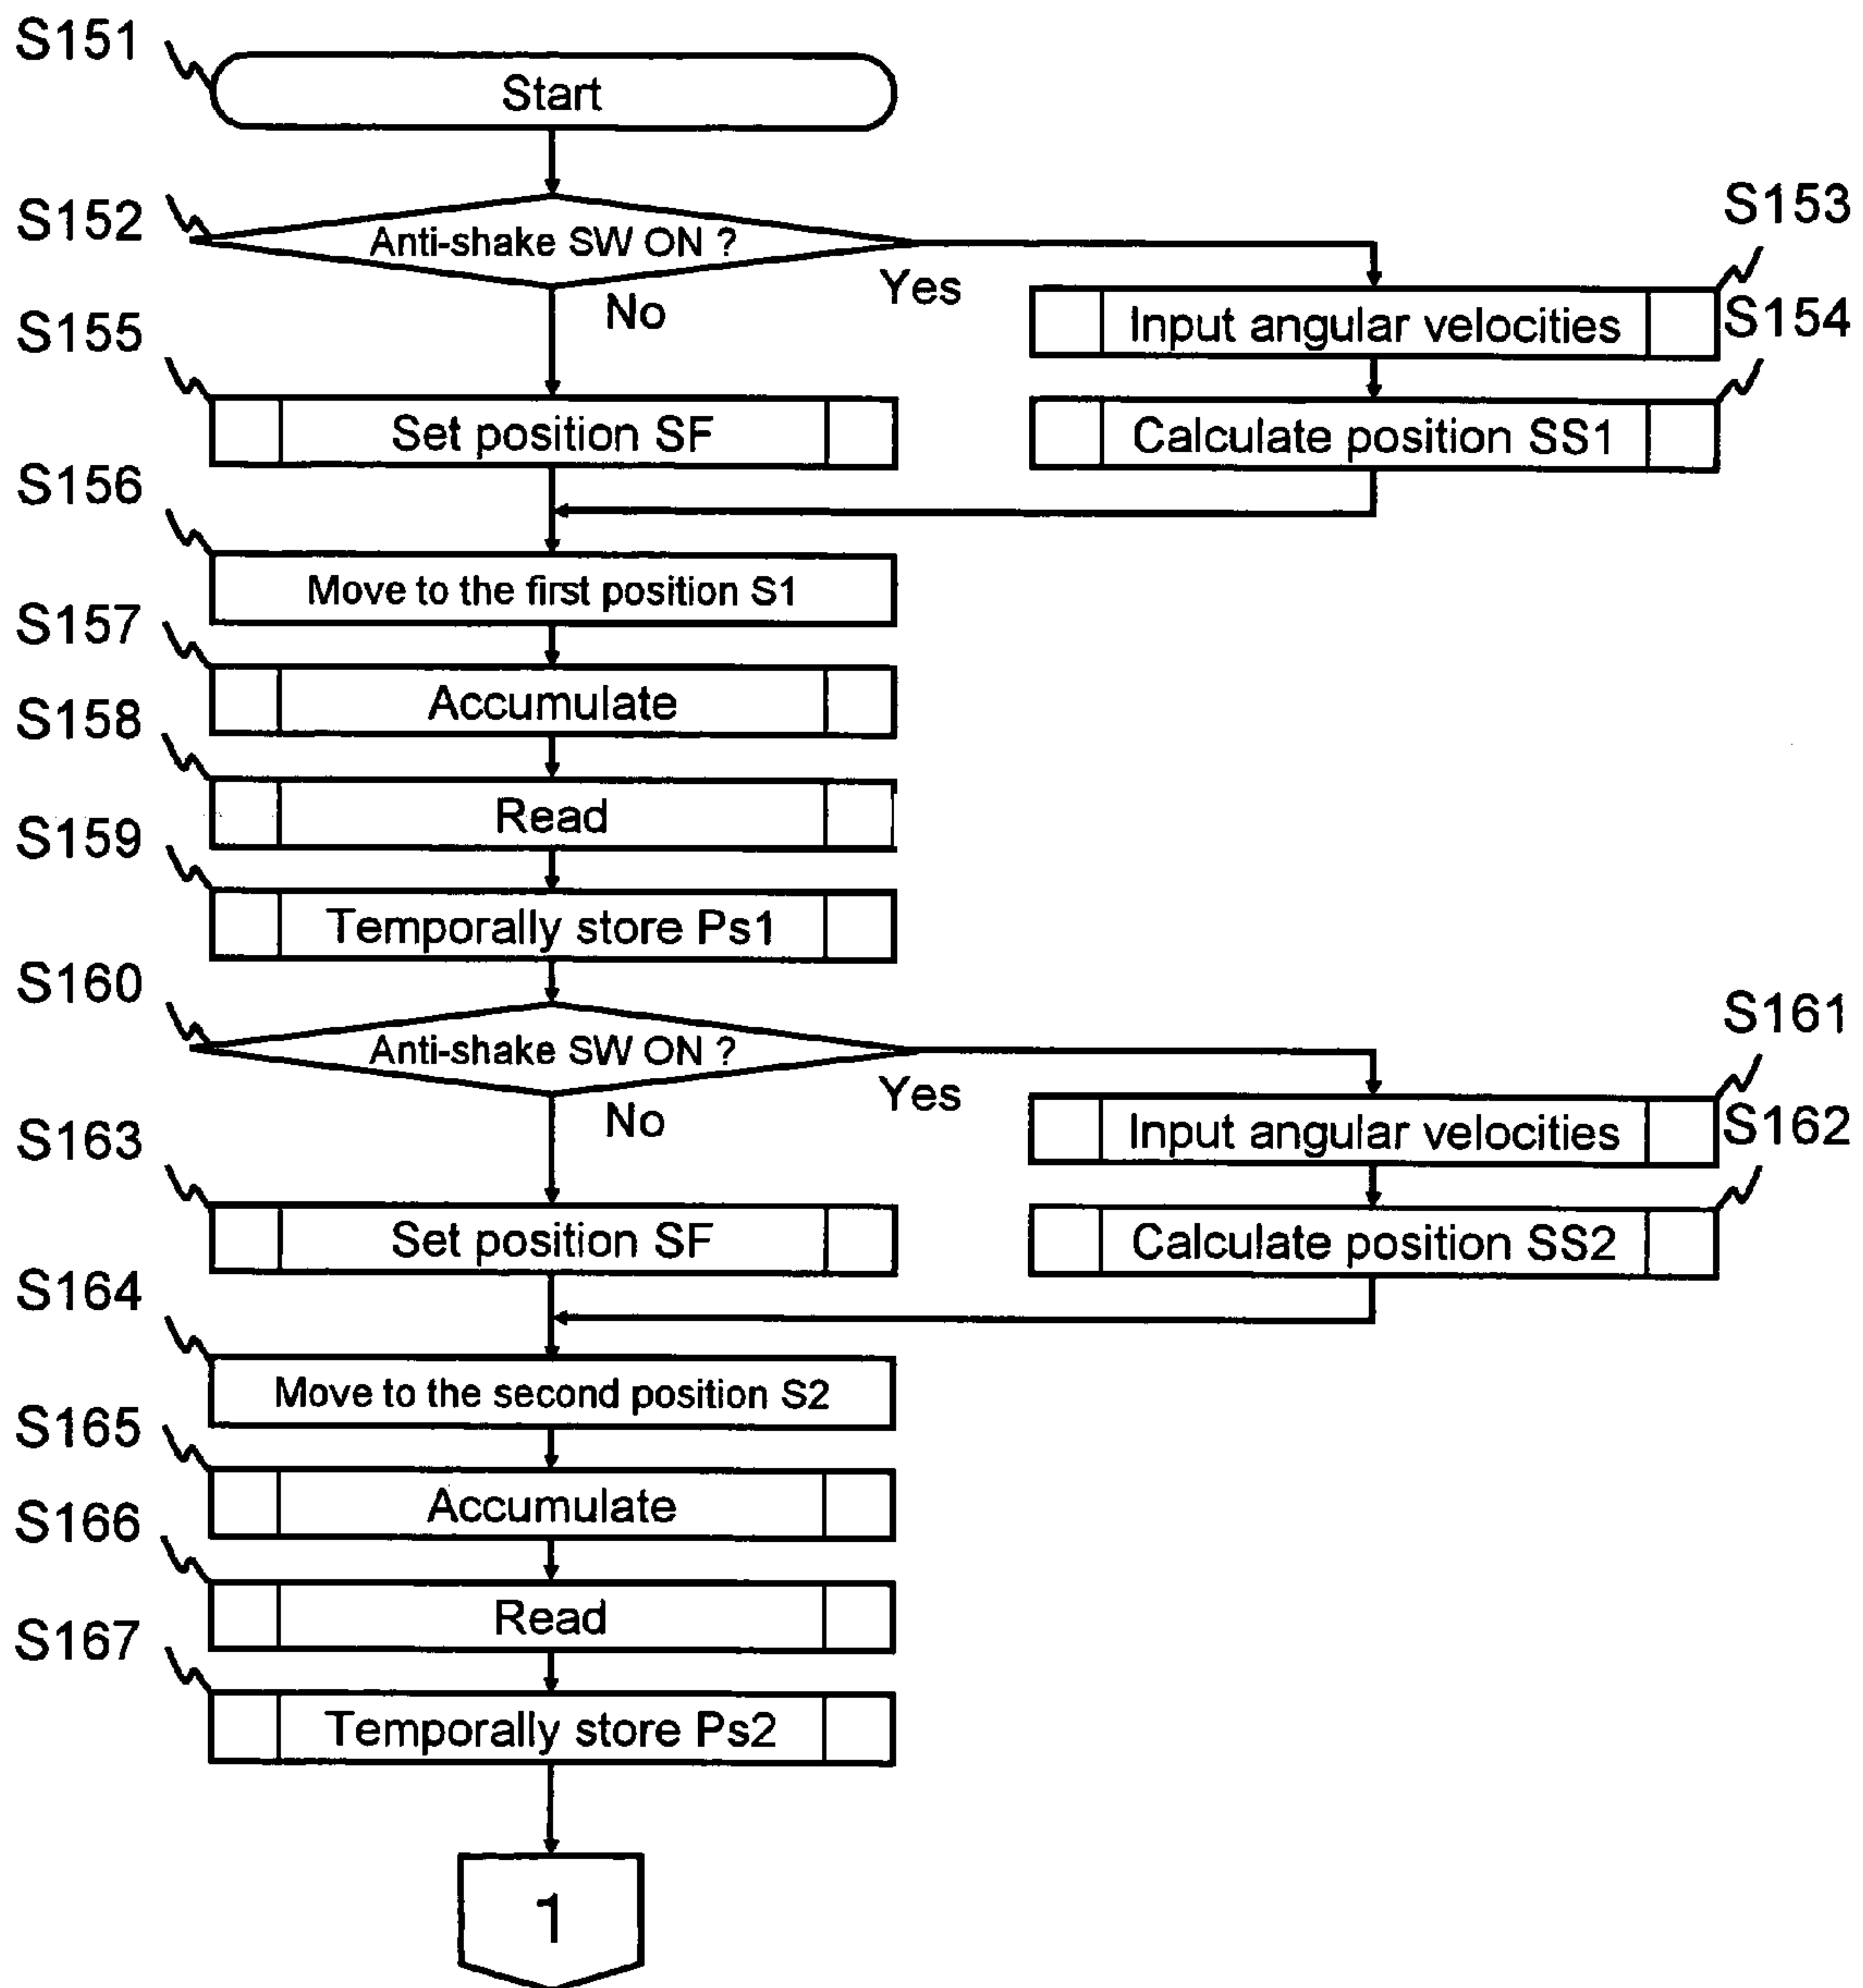 S151
Start
S152
Anti-shake SW ON ?
S153
Yes
No
Input angular velocities
S154
S155
Set position SF
Calculate position SS1
S156
Move to the first position S1
S157
Accumulate
S158
Read
S159
Temporally store Ps1
S160
Anti-shake SW ON ?
S161
Yes
No
Input angular velocities
S162
S163
Set position SF
Calculate position SS2
S164
Move to the second position S2
S165
Accumulate
S166
Read
S167
Temporally store Ps2
1